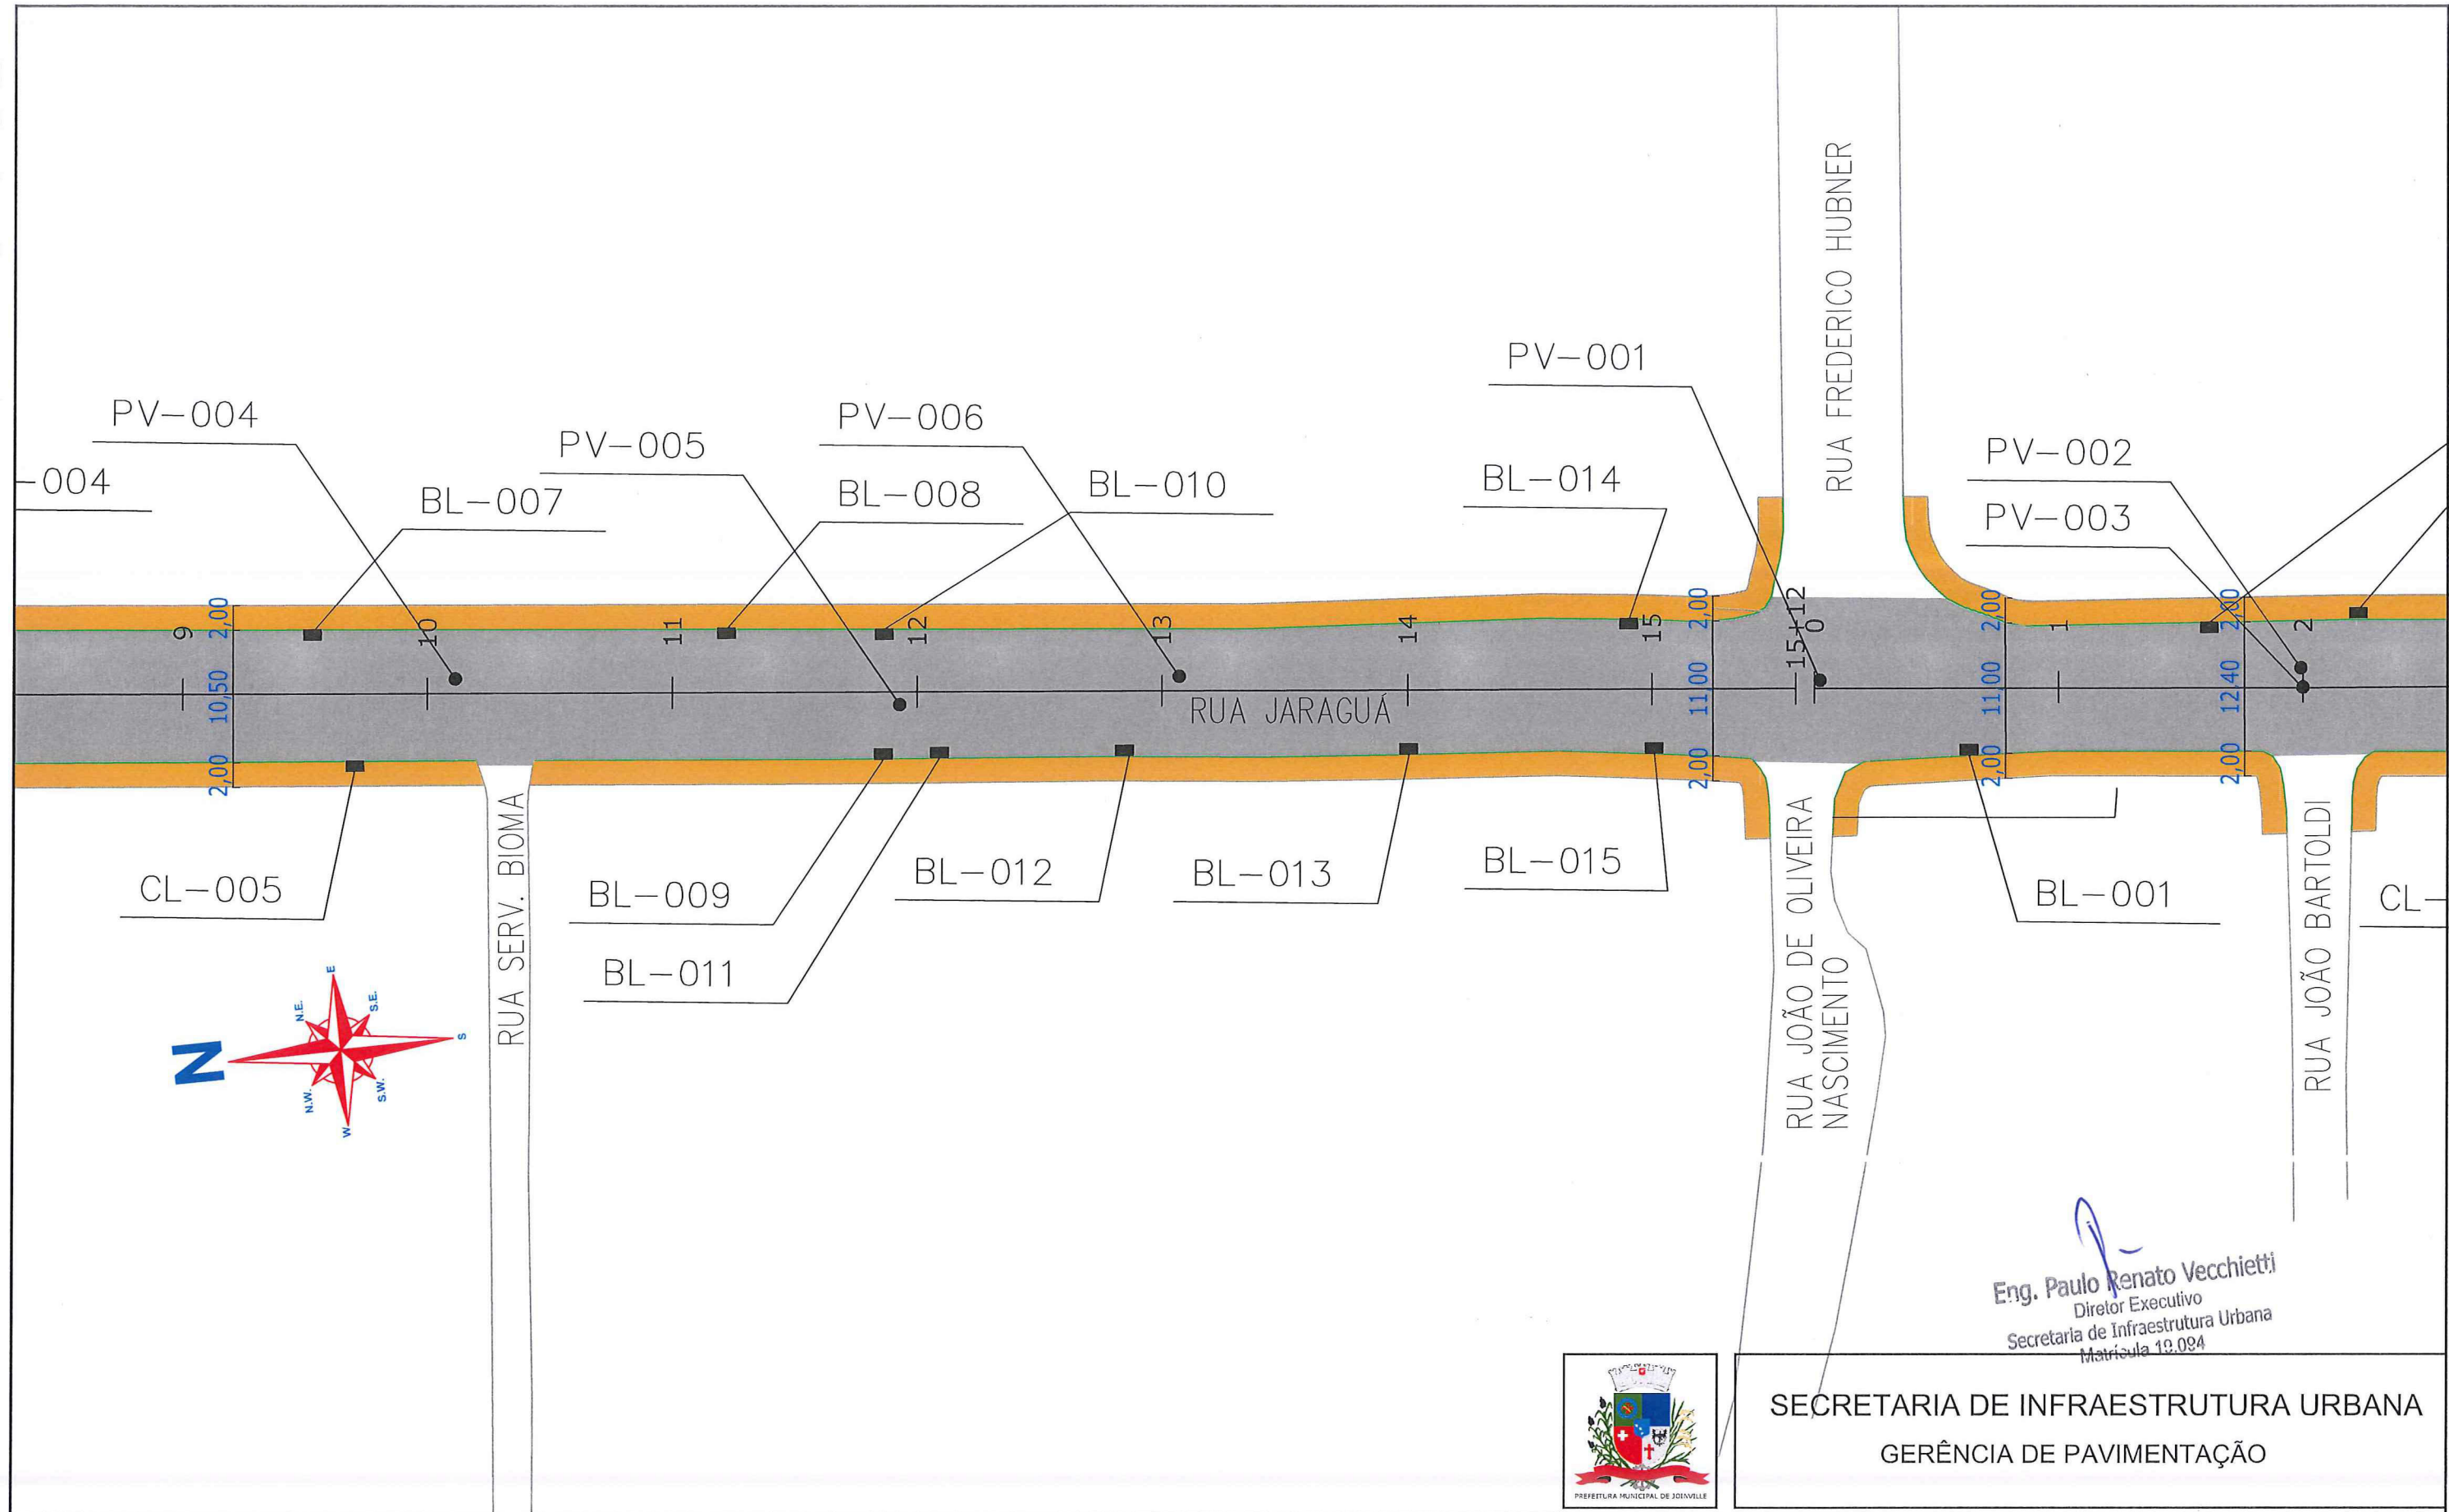 RUA FREDERICO HUBNER
PV-001
PV-004
PV-006
PV-005
PV-002
-004
BL-007
BL-008
BL-010
BL-014
PV-003
9
2,00
10,50
2,00
10
11
12
13
14
15
2,00
11,00
2,00
15+12
0
2,00
11,00
2,00
1
2,00
12,40
2,00
2
RUA JARAGUÁ
CL-005
RUA SERV. BIOMA
BL-009
BL-011
BL-012
BL-013
BL-015
RUA JOÃO DE OLIVEIRA
NASCIMENTO
BL-001
RUA JOÃO BARTOLDI
CL-
N
N.E.
E
S.E.
S
S.W.
W
N.W.
Eng. Paulo Renato Vecchietti
Diretor Executivo
Secretaria de Infraestrutura Urbana
Matrícula 19.094
PREFEITURA MUNICIPAL DE JOINVILLE
SECRETARIA DE INFRAESTRUTURA URBANA
GERÊNCIA DE PAVIMENTAÇÃO